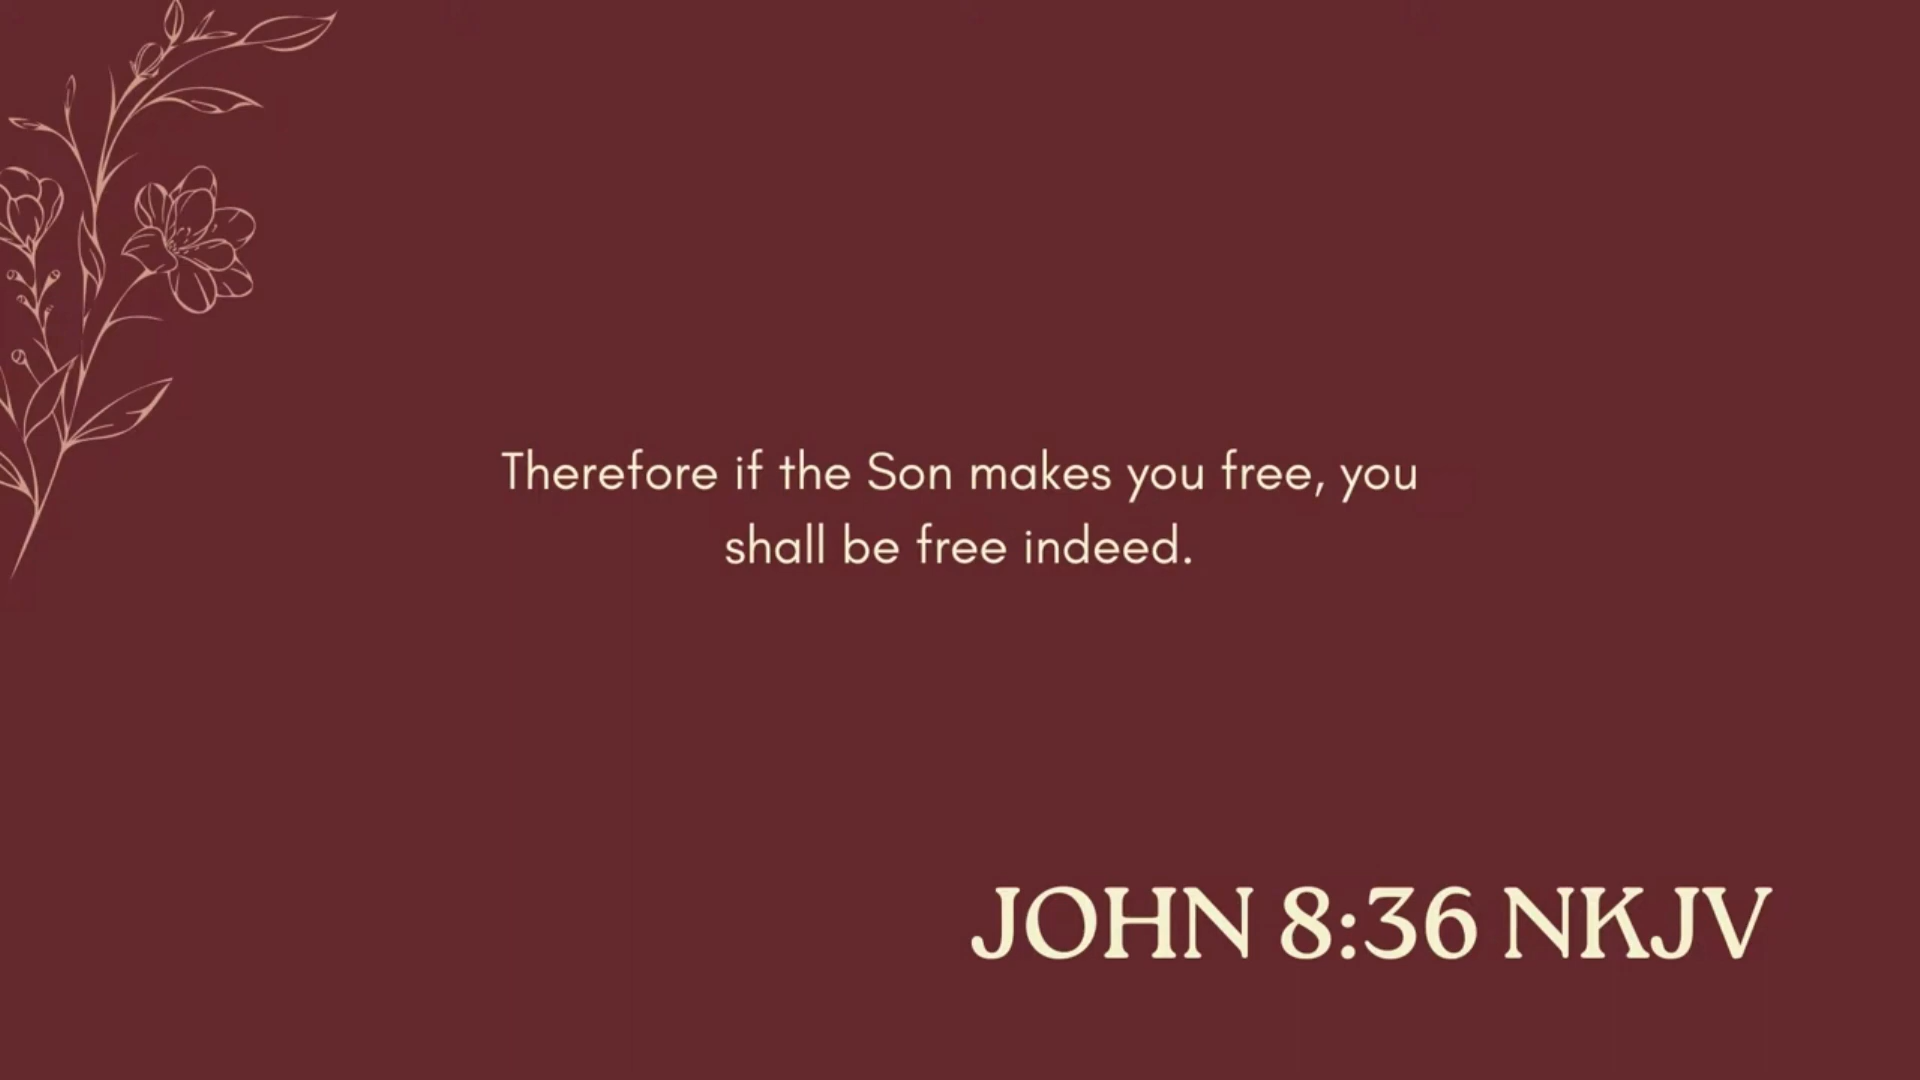 Therefore if the Son makes you free, you
shall be free indeed.
JOHN 8:36 NKJV